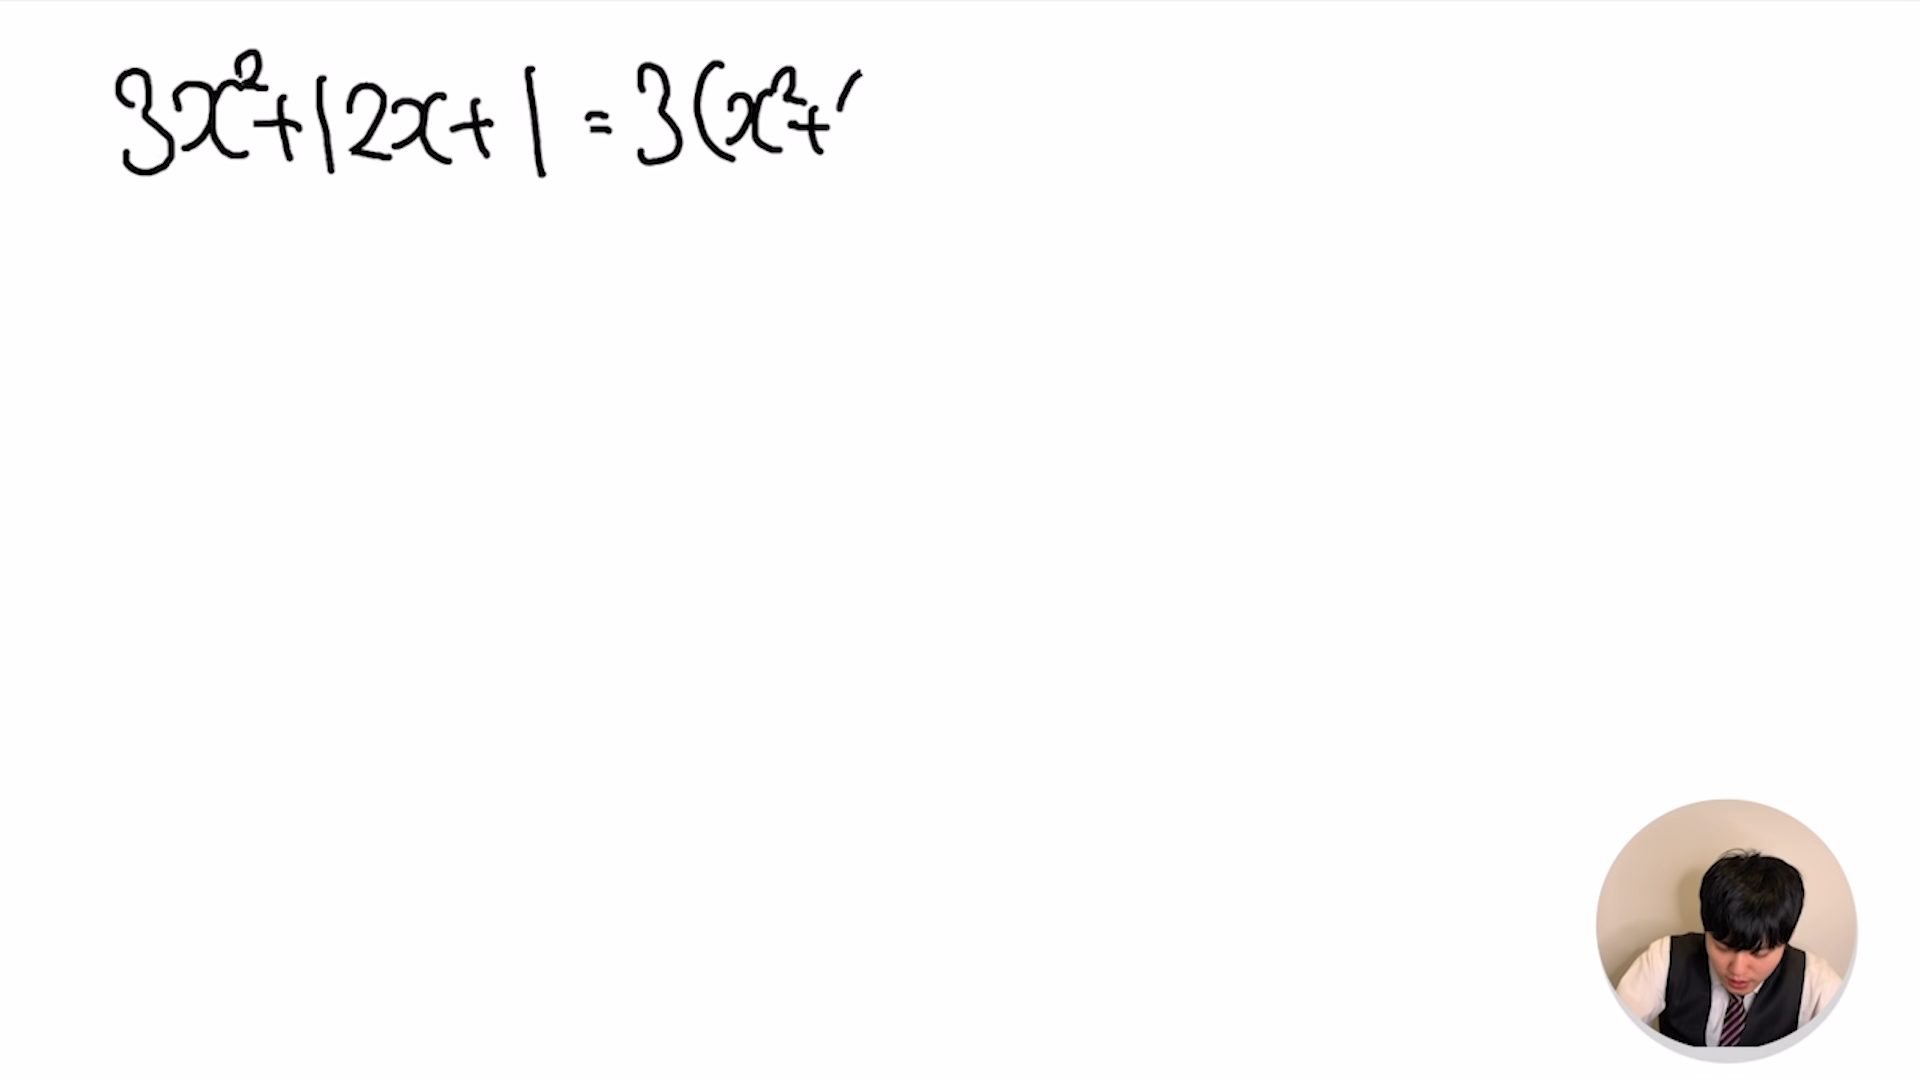 3x²+12x+1 = 3(x²+